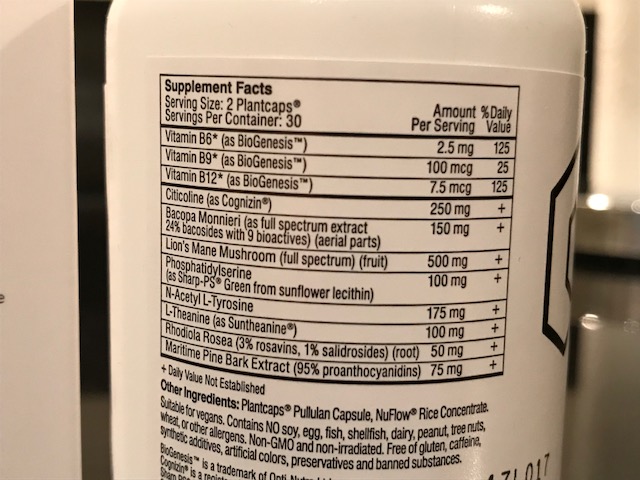 Supplement Facts
Serving Size: 2 Plantcaps®
Servings Per Container: 30
Amount Per Serving %Daily Value
Vitamin B6* (as BioGenesis™) 2.5 mg 125
Vitamin B9* (as BioGenesis™) 100 mcg 25
Vitamin B12* (as BioGenesis™) 7.5 mcg 125
Citicoline (as Cognizin®) 250 mg +
Bacopa Monnieri (as full spectrum extract 150 mg +
24% bacosides with 9 bioactives) (aerial parts)
Lion's Mane Mushroom (full spectrum) (fruit) 500 mg +
Phosphatidylserine 100 mg +
(as Sharp-PS® Green from sunflower lecithin)
N-Acetyl L-Tyrosine 175 mg +
L-Theanine (as Suntheanine®) 100 mg +
Rhodiola Rosea (3% rosavins, 1% salidrosides) (root) 50 mg +
Maritime Pine Bark Extract (95% proanthocyanidins) 75 mg +
+ Daily Value Not Established
Other Ingredients: Plantcaps® Pullulan Capsule, NuFlow® Rice Concentrate.
Suitable for vegans. Contains NO soy, egg, fish, shellfish, dairy, peanut, tree nuts,
wheat, or other allergens. Non-GMO and non-irradiated. Free of gluten, caffeine,
synthetic additives, artificial colors, preservatives and banned substances.
BioGenesis™ is a trademark of
Cognizin® is a